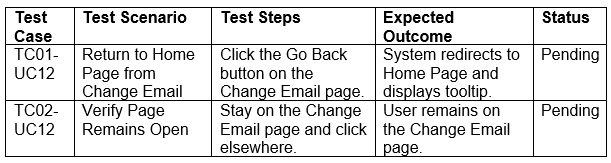 Test Case | Test Scenario | Test Steps | Expected Outcome | Status
TC01-UC12 | Return to Home Page from Change Email | Click the Go Back button on the Change Email page. | System redirects to Home Page and displays tooltip. | Pending
TC02-UC12 | Verify Page Remains Open | Stay on the Change Email page and click elsewhere. | User remains on the Change Email page. | Pending